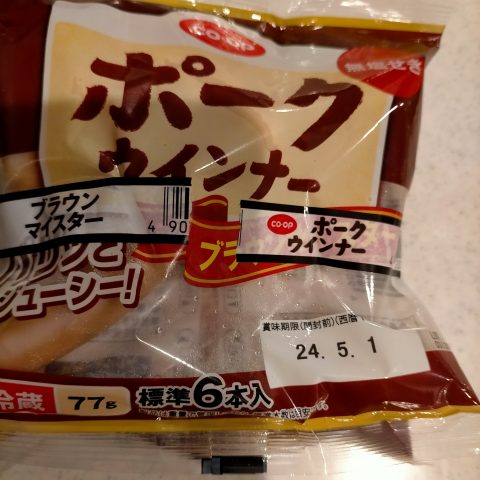 co-op
無塩せき
ポーク
ウインナー
ブラウン
マイスター
4 90
co-op
ポーク
ウインナー
ブラ
ジューシー!
賞味期限(開封前)(西暦)
24.5.1
冷蔵
77g
標準6本入